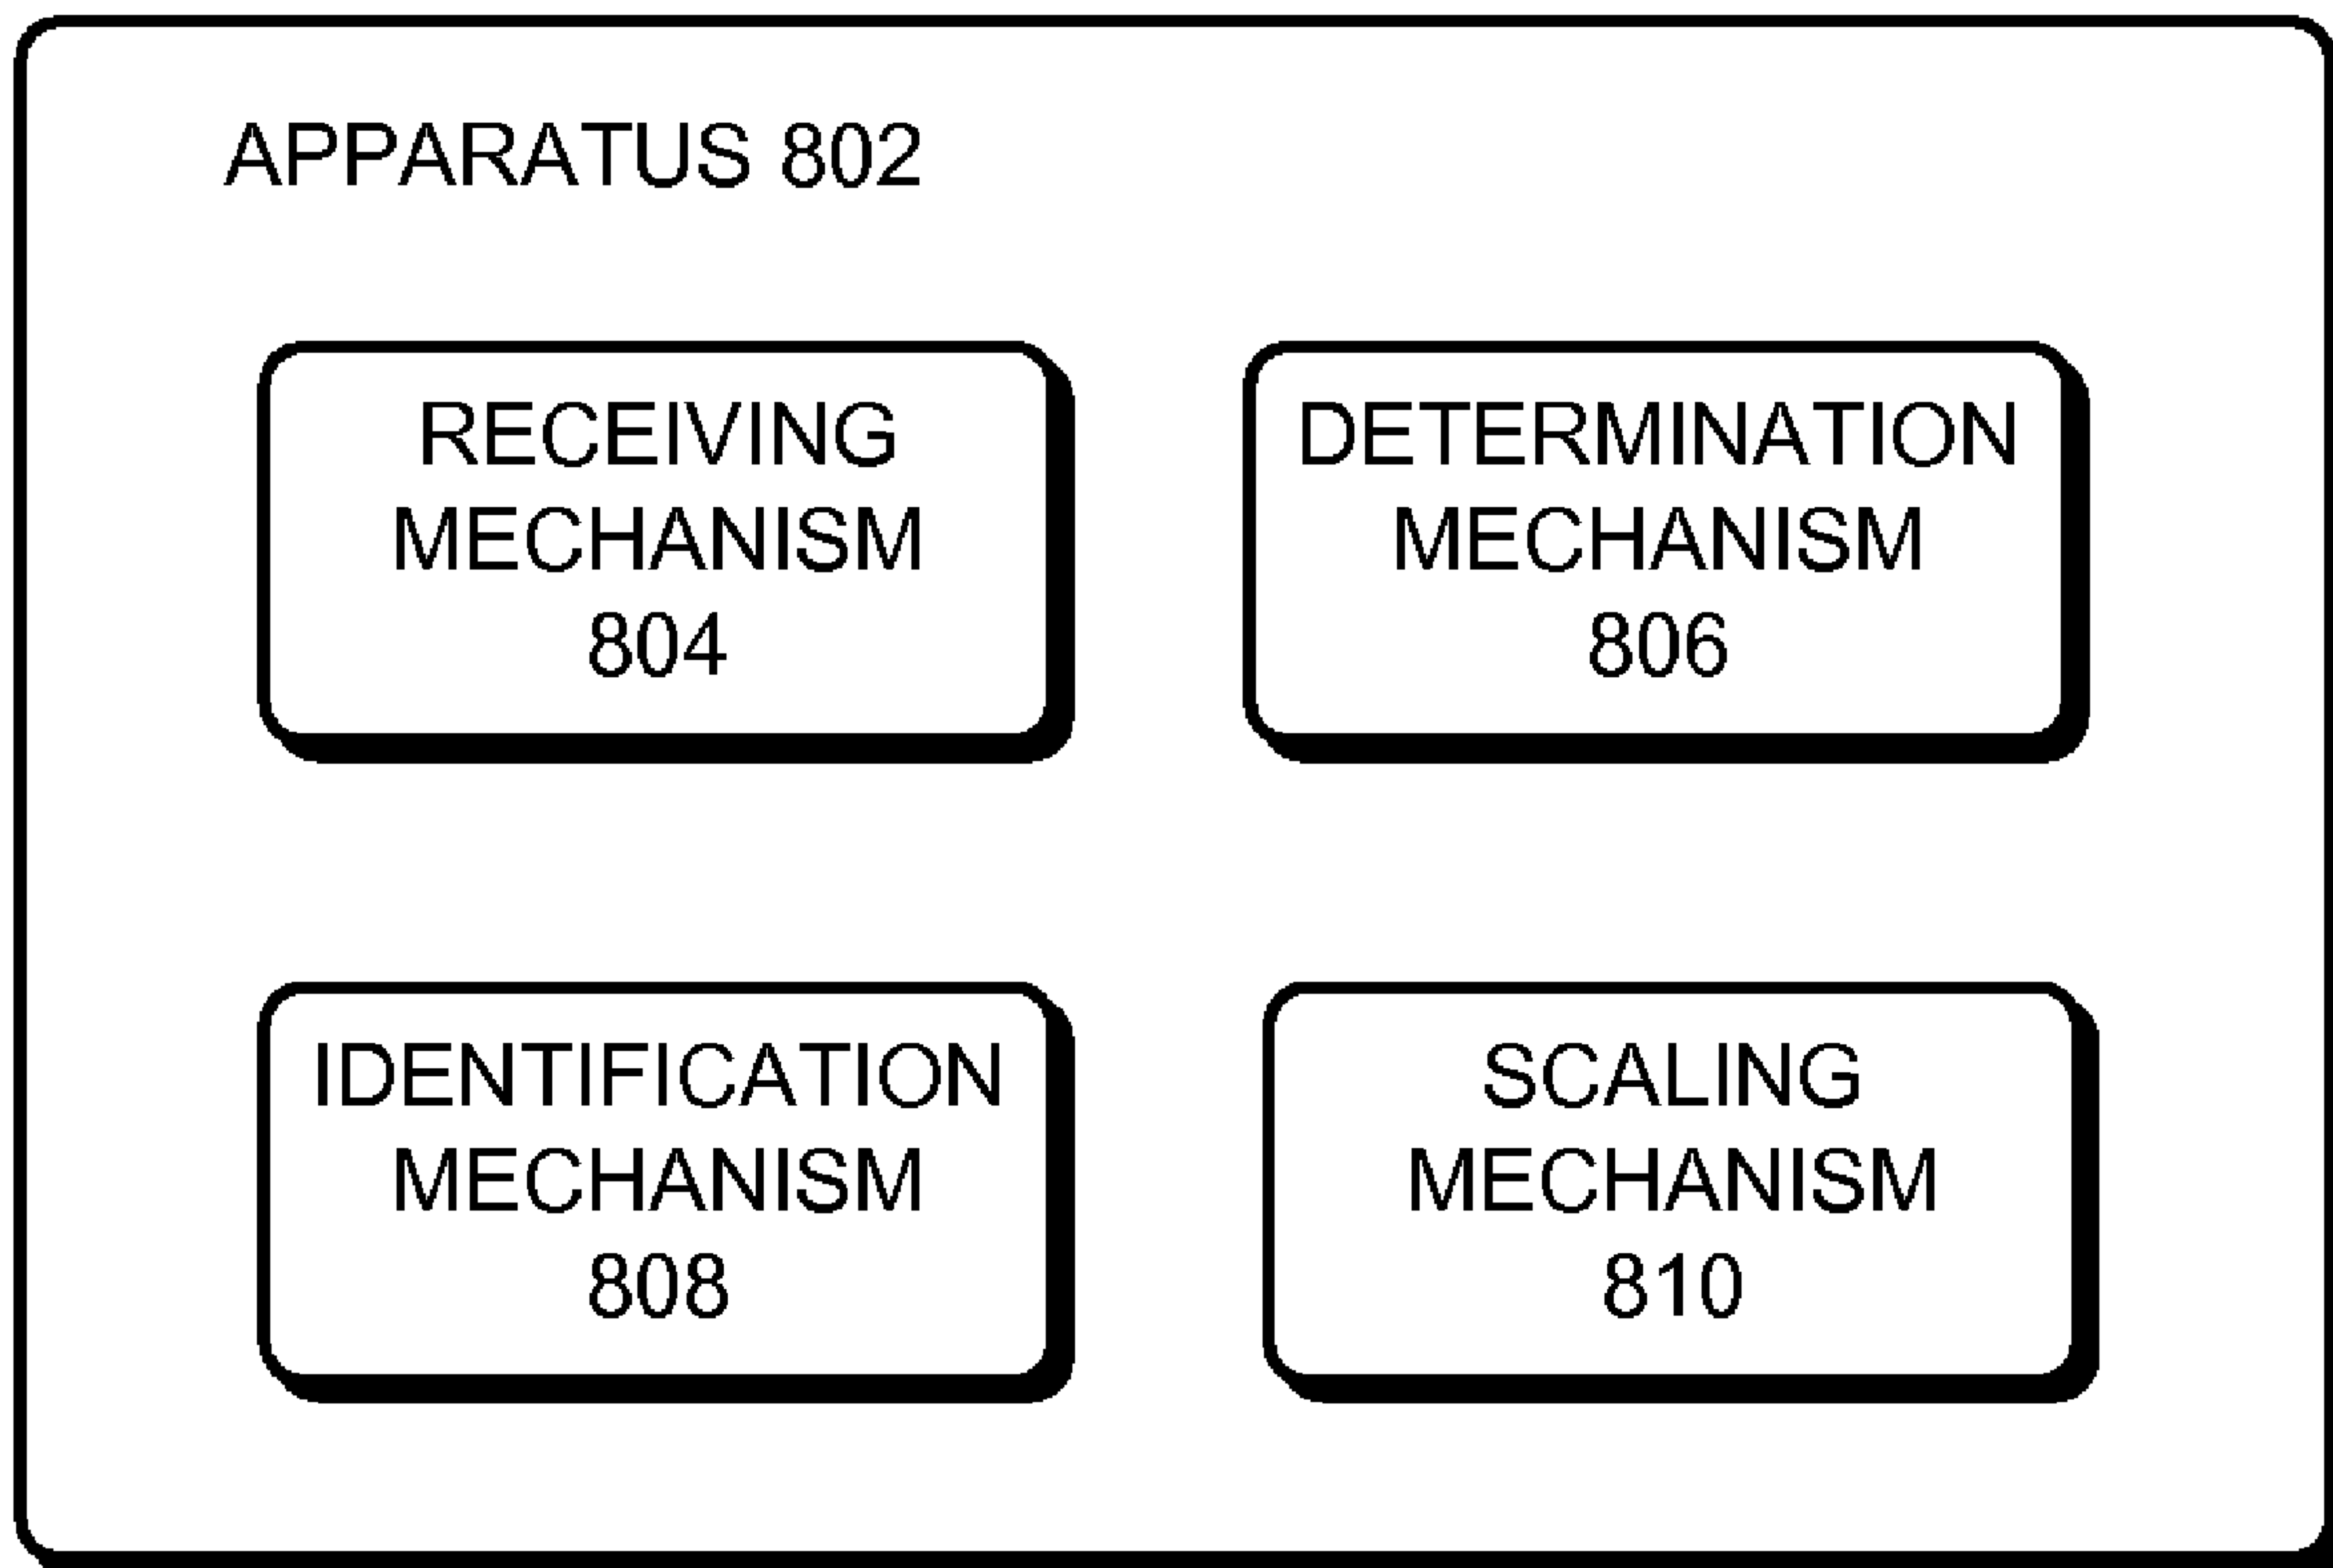 APPARATUS 802
RECEIVING
MECHANISM
804
DETERMINATION
MECHANISM
806
IDENTIFICATION
MECHANISM
808
SCALING
MECHANISM
810